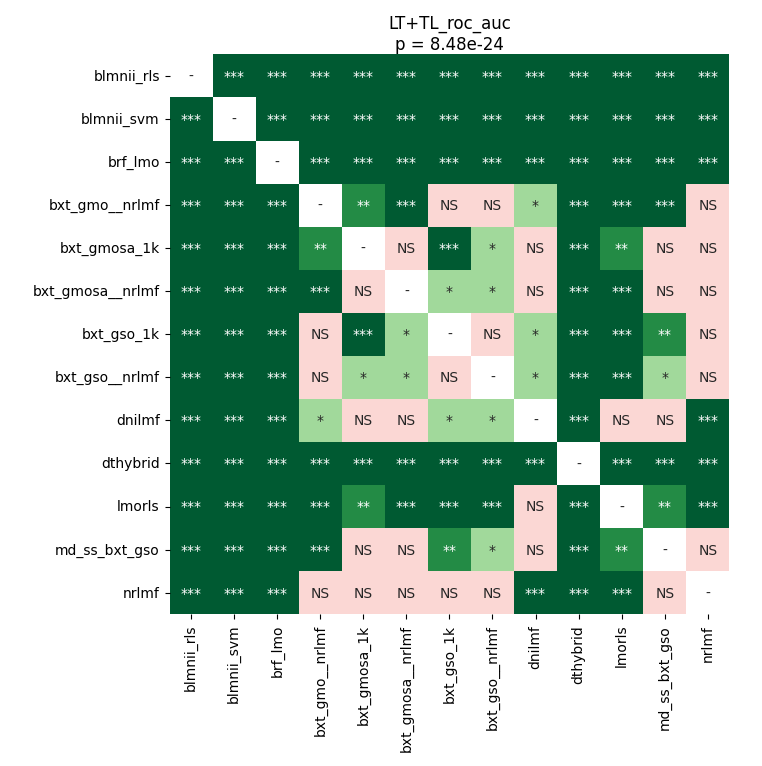 LT+TL_roc_auc
p = 8.48e-24
blmnii_rls - *** *** *** *** *** *** *** *** *** *** *** ***
blmnii_svm *** - *** *** *** *** *** *** *** *** *** *** ***
brf_lmo *** *** - *** *** *** *** *** *** *** *** *** ***
bxt_gmo__nrlmf *** *** *** - ** *** NS NS * *** *** *** NS
bxt_gmosa_1k *** *** *** ** - NS *** * NS *** ** NS NS
bxt_gmosa__nrlmf *** *** *** *** NS - * * NS *** *** NS NS
bxt_gso_1k *** *** *** NS *** * - NS * *** *** ** NS
bxt_gso__nrlmf *** *** *** NS * * NS - * *** *** * NS
dnilmf *** *** *** * NS NS * * - *** NS NS ***
dthybrid *** *** *** *** *** *** *** *** *** - *** *** ***
lmorls *** *** *** *** ** *** *** *** NS *** - ** ***
md_ss_bxt_gso *** *** *** *** NS NS ** * NS *** ** - NS
nrlmf *** *** *** NS NS NS NS NS *** *** *** NS -
blmnii_rls
blmnii_svm
brf_lmo
bxt_gmo__nrlmf
bxt_gmosa_1k
bxt_gmosa__nrlmf
bxt_gso_1k
bxt_gso__nrlmf
dnilmf
dthybrid
lmorls
md_ss_bxt_gso
nrlmf